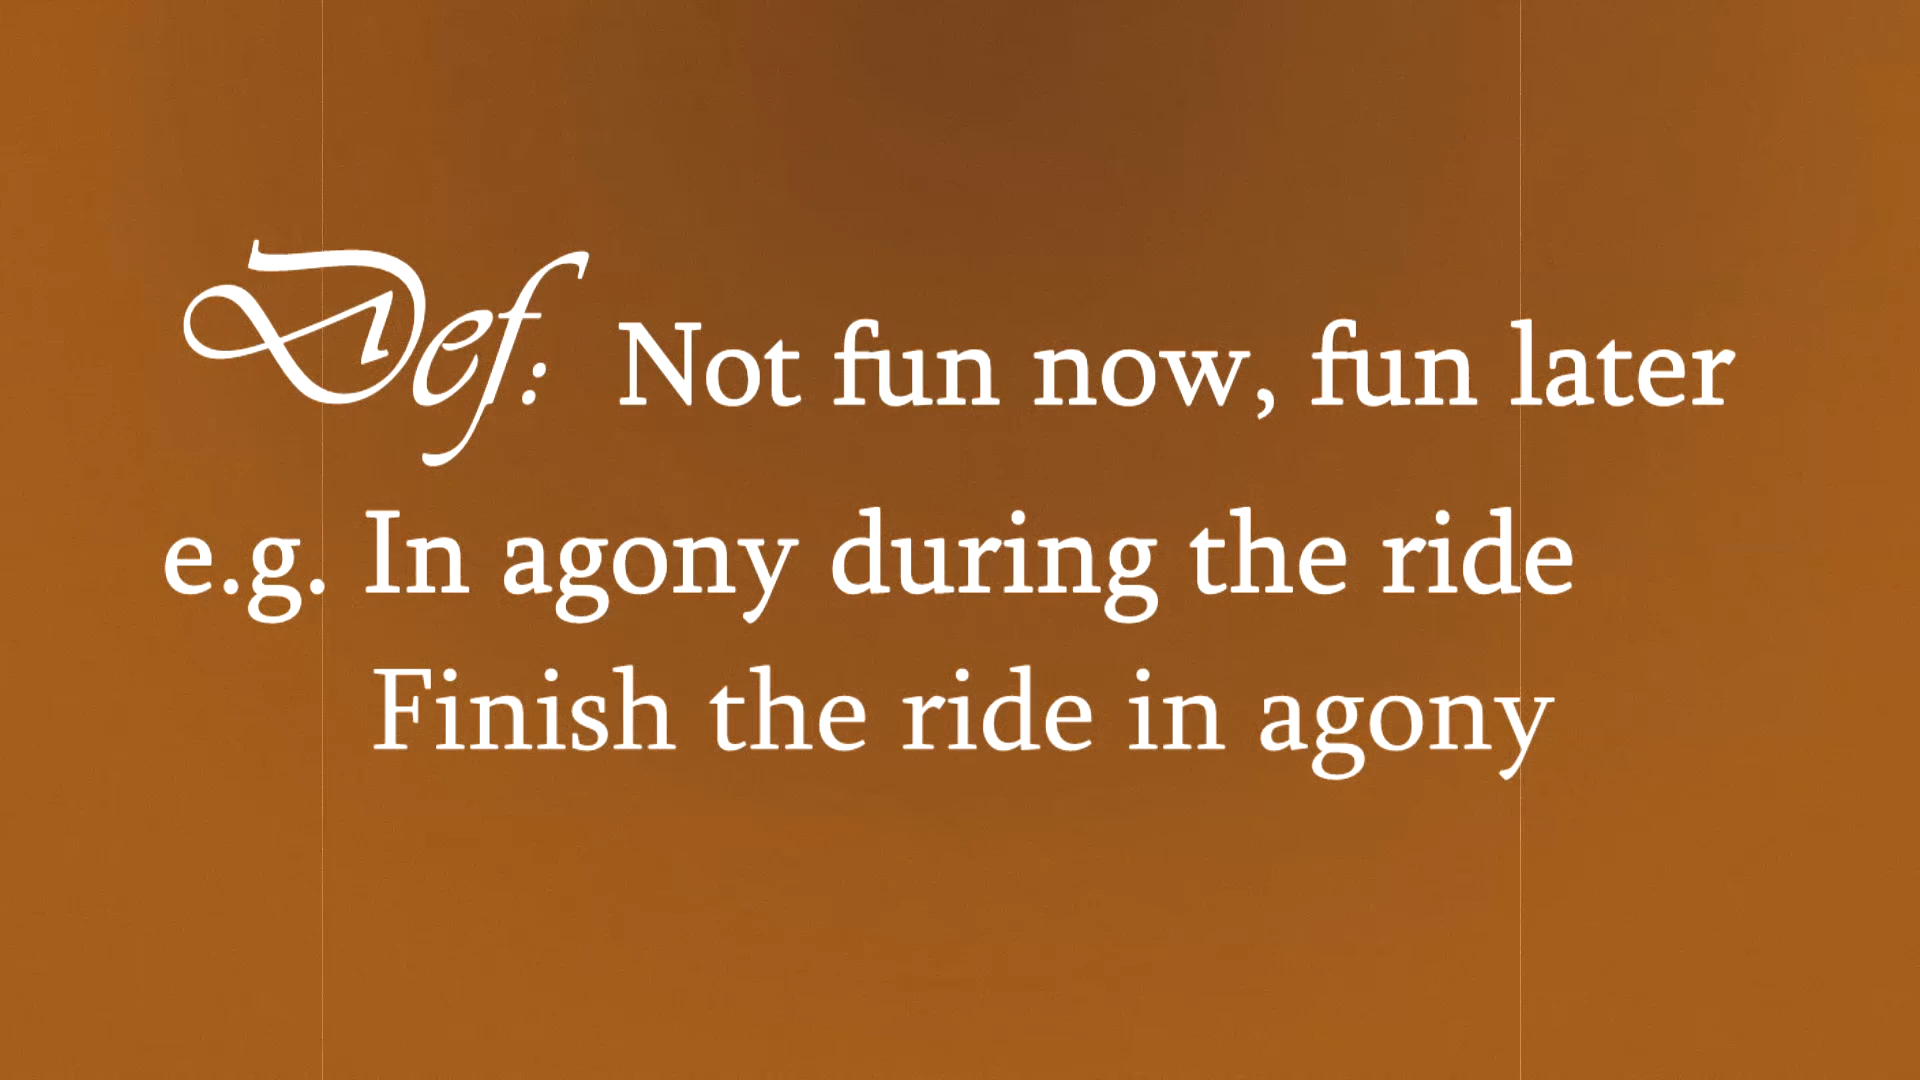 Def: Not fun now, fun later
e.g. In agony during the ride
Finish the ride in agony